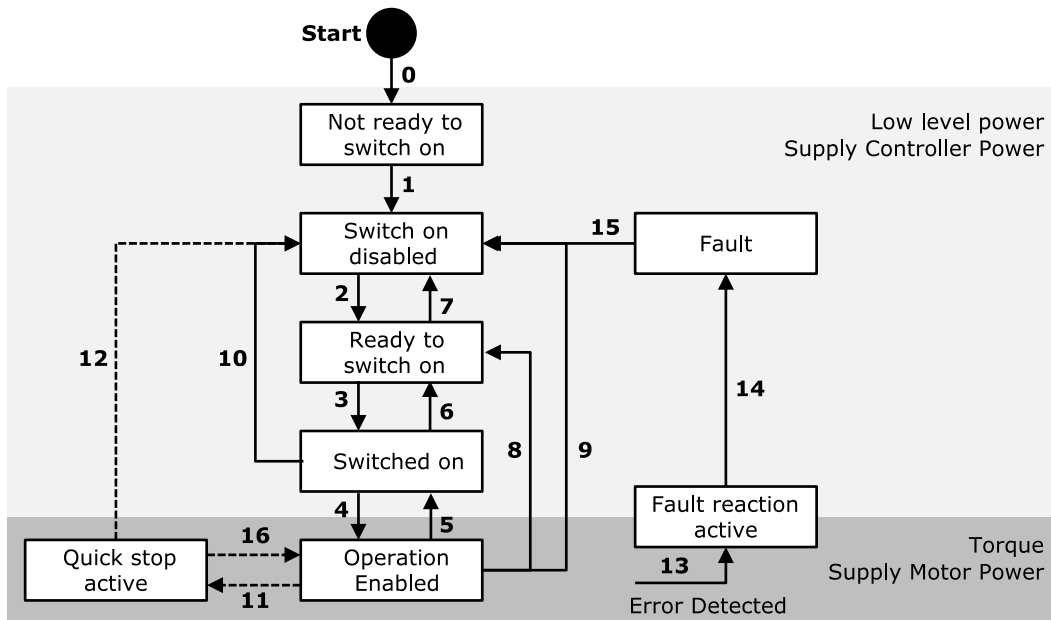 Start
0
Not ready to
switch on
Low level power
Supply Controller Power
1
Switch on
disabled
15
Fault
2
7
Ready to
switch on
12
10
14
3
6
8
9
Switched on
4
5
Fault reaction
active
16
Quick stop
active
Operation
Enabled
11
13
Torque
Supply Motor Power
Error Detected